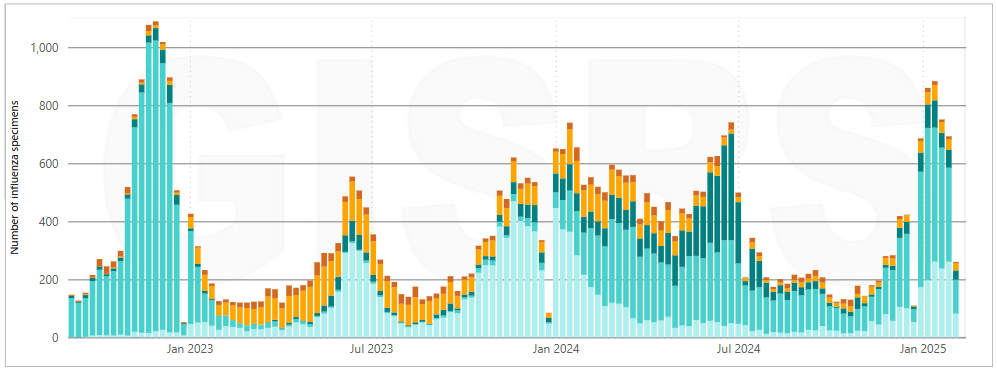 Number of influenza specimens
1,000
800
600
400
200
0
Jan 2023
Jul 2023
Jan 2024
Jul 2024
Jan 2025
GISRS